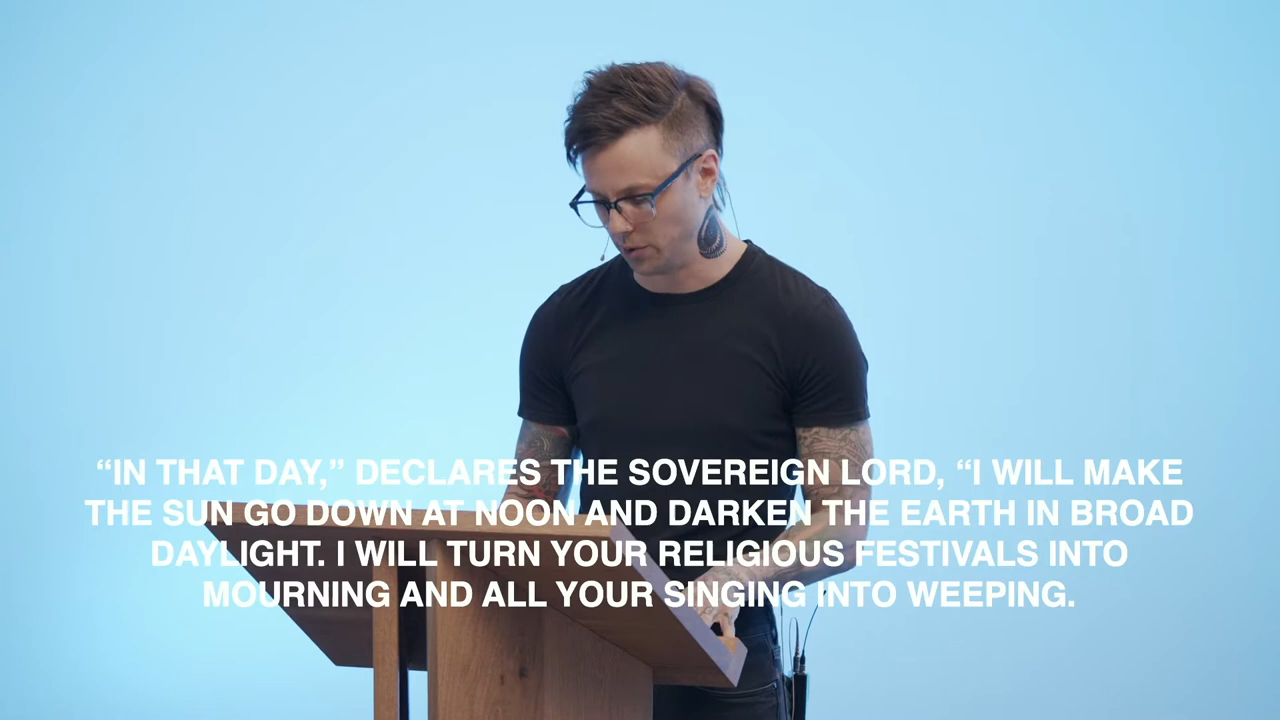 “IN THAT DAY,” DECLARES THE SOVEREIGN LORD, “I WILL MAKE
THE SUN GO DOWN AT NOON AND DARKEN THE EARTH IN BROAD
DAYLIGHT. I WILL TURN YOUR RELIGIOUS FESTIVALS INTO
MOURNING AND ALL YOUR SINGING INTO WEEPING.